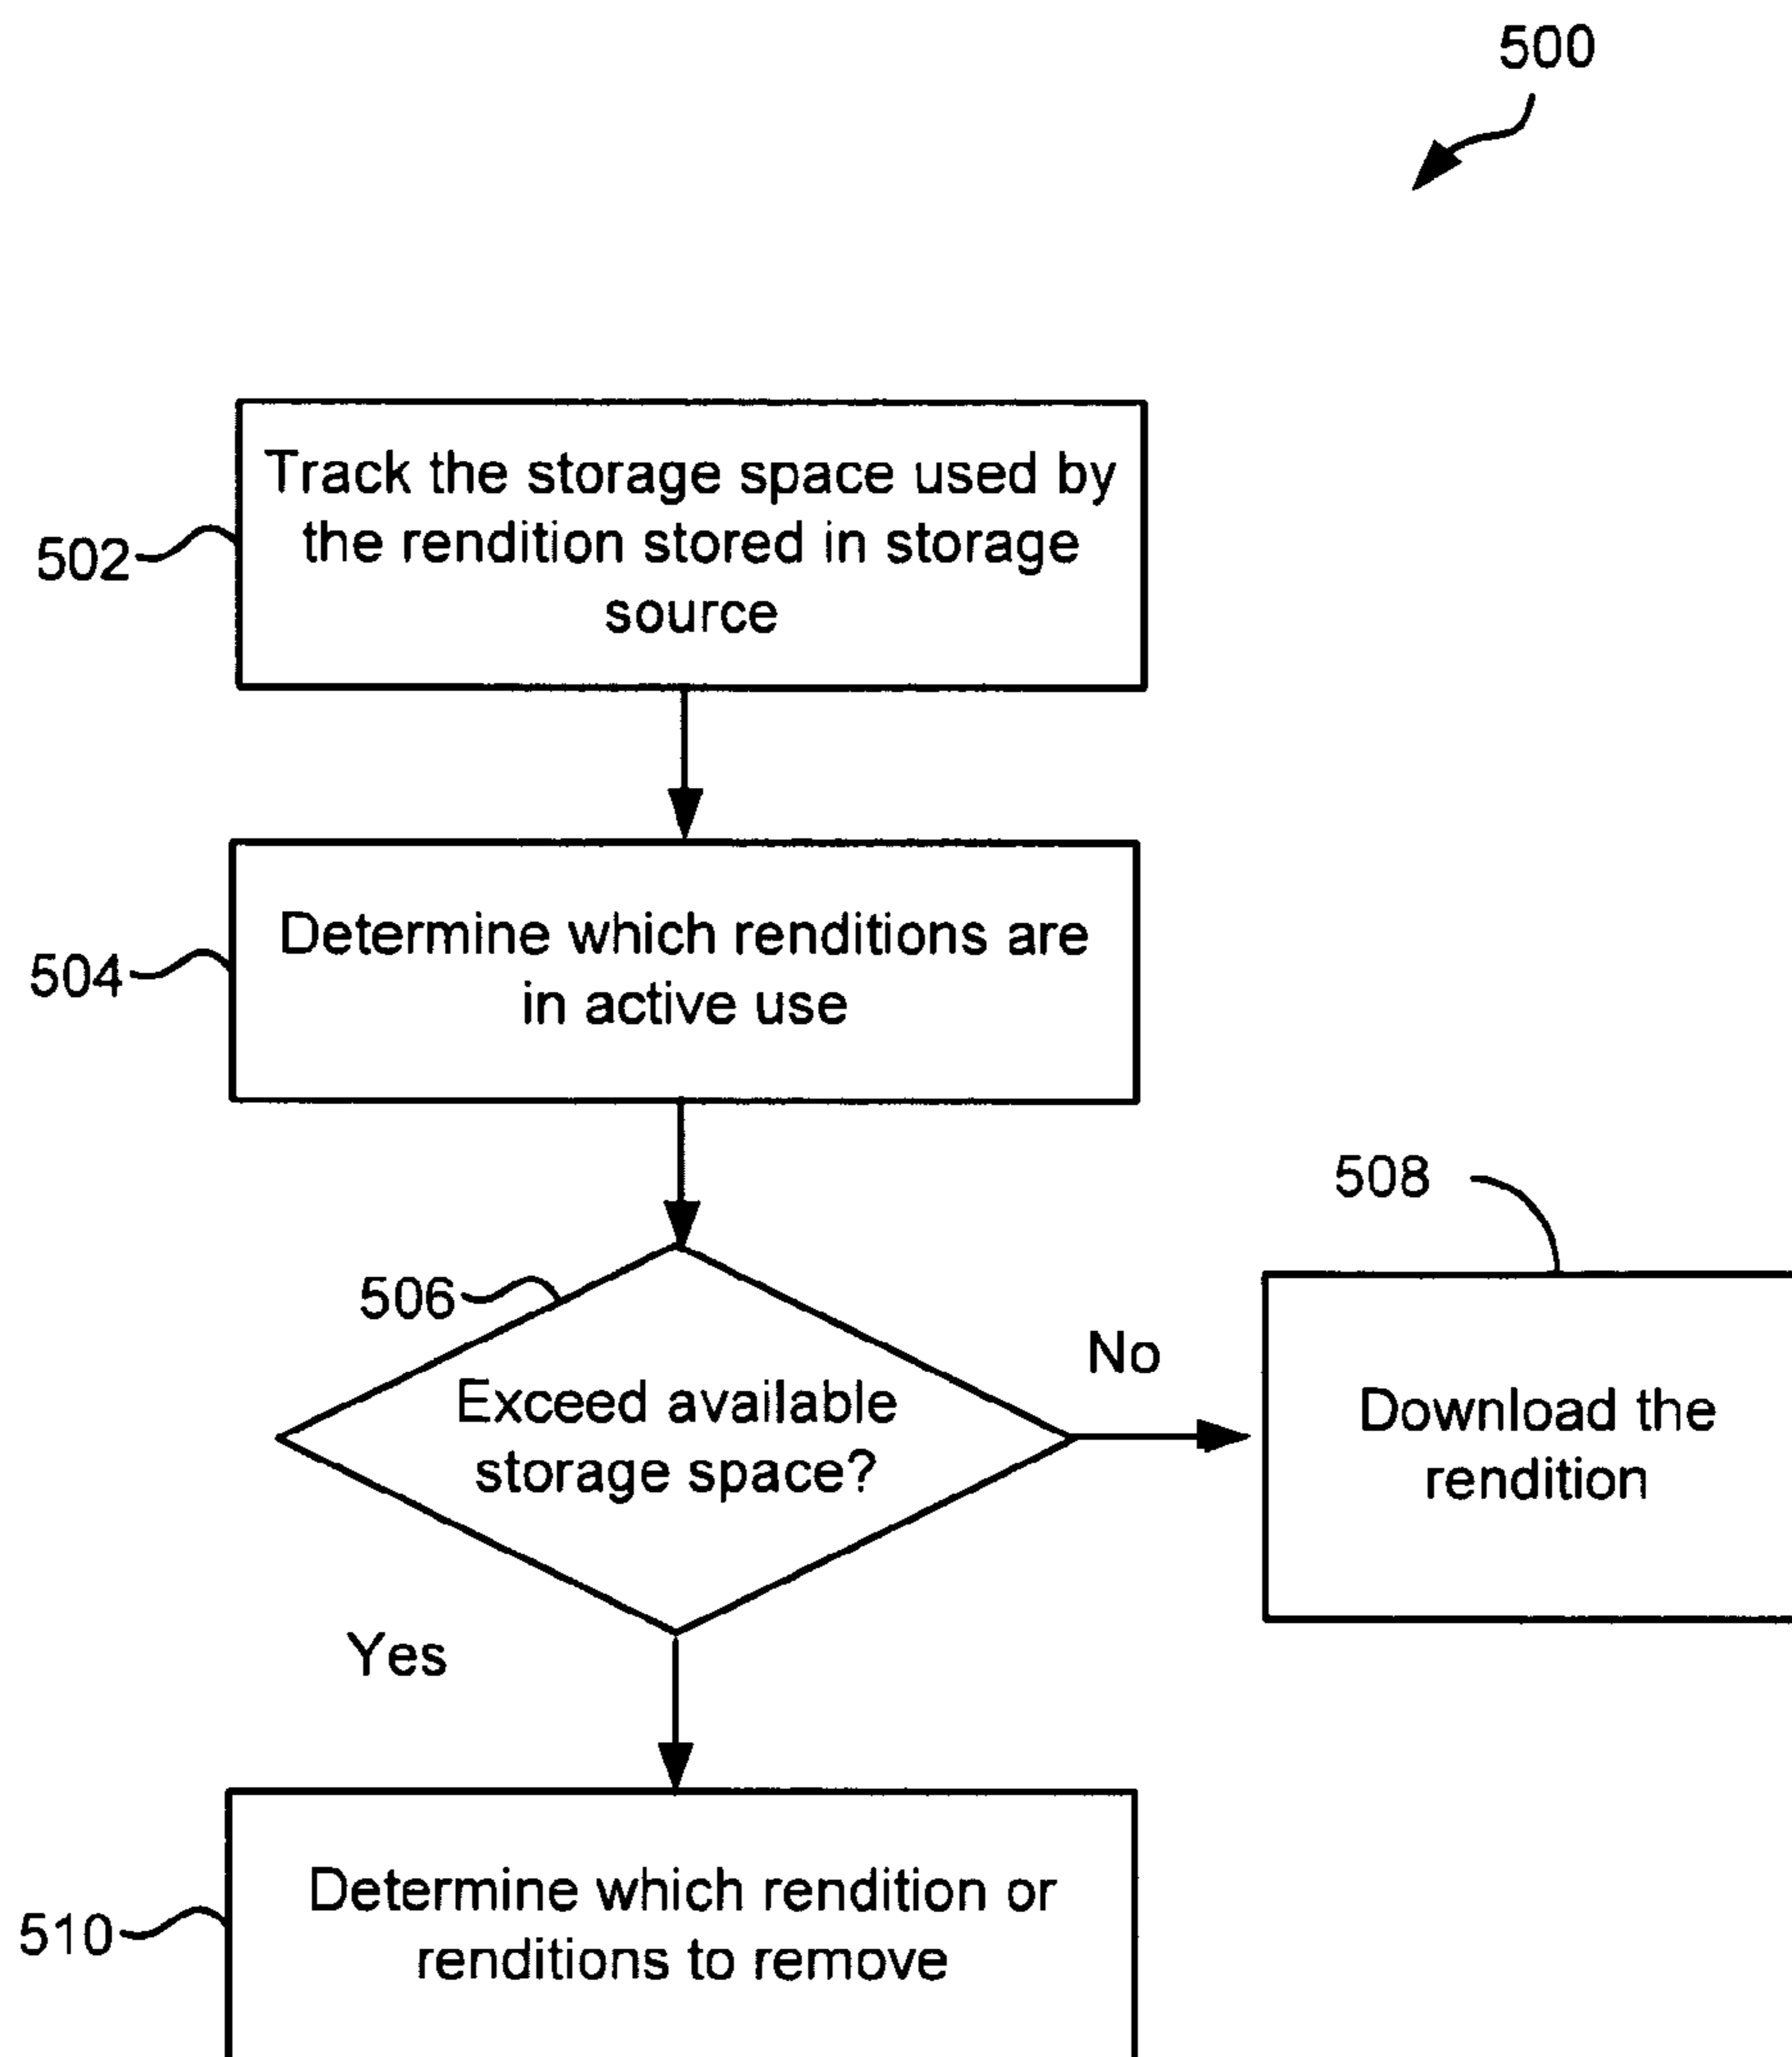 500
Track the storage space used by
the rendition stored in storage
source
502
Determine which renditions are
in active use
504
508
506
No
Exceed available
storage space?
Download the
rendition
Yes
Determine which rendition or
renditions to remove
510